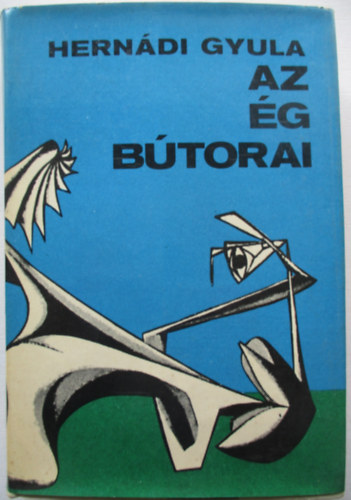 HERNÁDI GYULA
AZ
ÉG
BÚTORAI